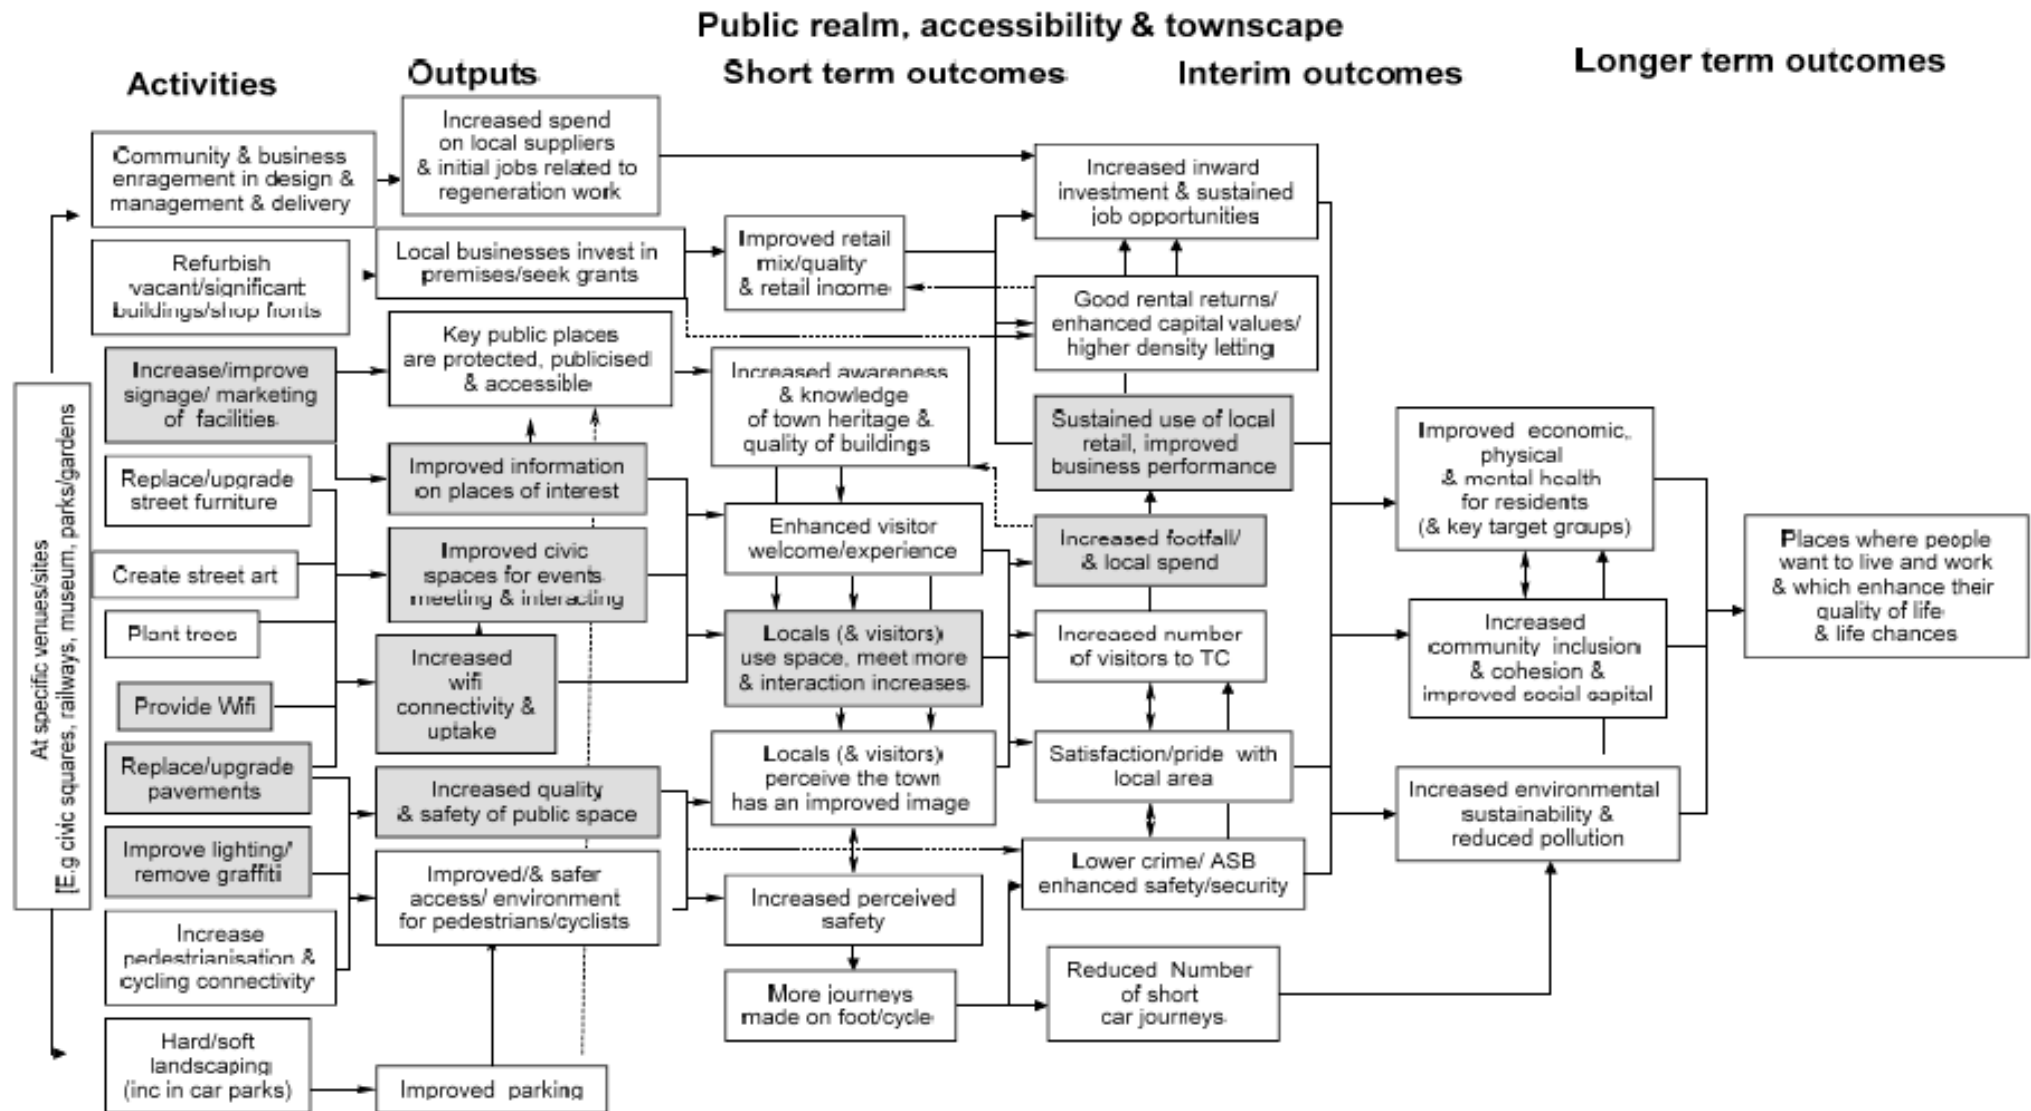 Public realm, accessibility & townscape
Activities
Outputs
Short term outcomes
Interim outcomes
Longer term outcomes
At specific venues/sites
[E.g civic squares, railways, museum, parks/gardens
Community & business
enragement in design &
management & delivery
Refurbish
vacant/significant
buildings/shop fronts
Increase/improve
signage/ marketing
of facilities
Replace/upgrade
street furniture
Create street art
Plant trees
Provide Wifi
Replace/upgrade
pavements
Improve lighting/
remove graffiti
Increase
pedestrianisation &
cycling connectivity
Hard/soft
landscaping
(inc in car parks)
Increased spend
on local suppliers
& initial jobs related to
regeneration work
Local businesses invest in
premises/seek grants
Key public places
are protected, publicised
& accessible
Improved information
on places of interest
Improved civic
spaces for events
meeting & interacting
Increased
wifi
connectivity &
uptake
Increased quality
& safety of public space
Improved/& safer
access/ environment
for pedestrians/cyclists
Improved parking
Improved retail
mix/quality
& retail income
Increased awareness
& knowledge
of town heritage &
quality of buildings
Enhanced visitor
welcome/experience
Locals (& visitors)
use space, meet more
& interaction increases
Locals (& visitors)
perceive the town
has an improved image
Increased perceived
safety
More journeys
made on foot/cycle
Increased inward
investment & sustained
job opportunities
Good rental returns/
enhanced capital values/
higher density letting
Sustained use of local
retail, improved
business performance
Increased footfall/
& local spend
Increased number
of visitors to TC
Satisfaction/pride with
local area
Lower crime/ ASB
enhanced safety/security
Reduced Number
of short
car journeys
Improved economic,
physical
& mental health
for residents
(& key target groups)
Increased
community inclusion
& cohesion &
improved social capital
Increased environmental
sustainability &
reduced pollution
Places where people
want to live and work
& which enhance their
quality of life
& life chances